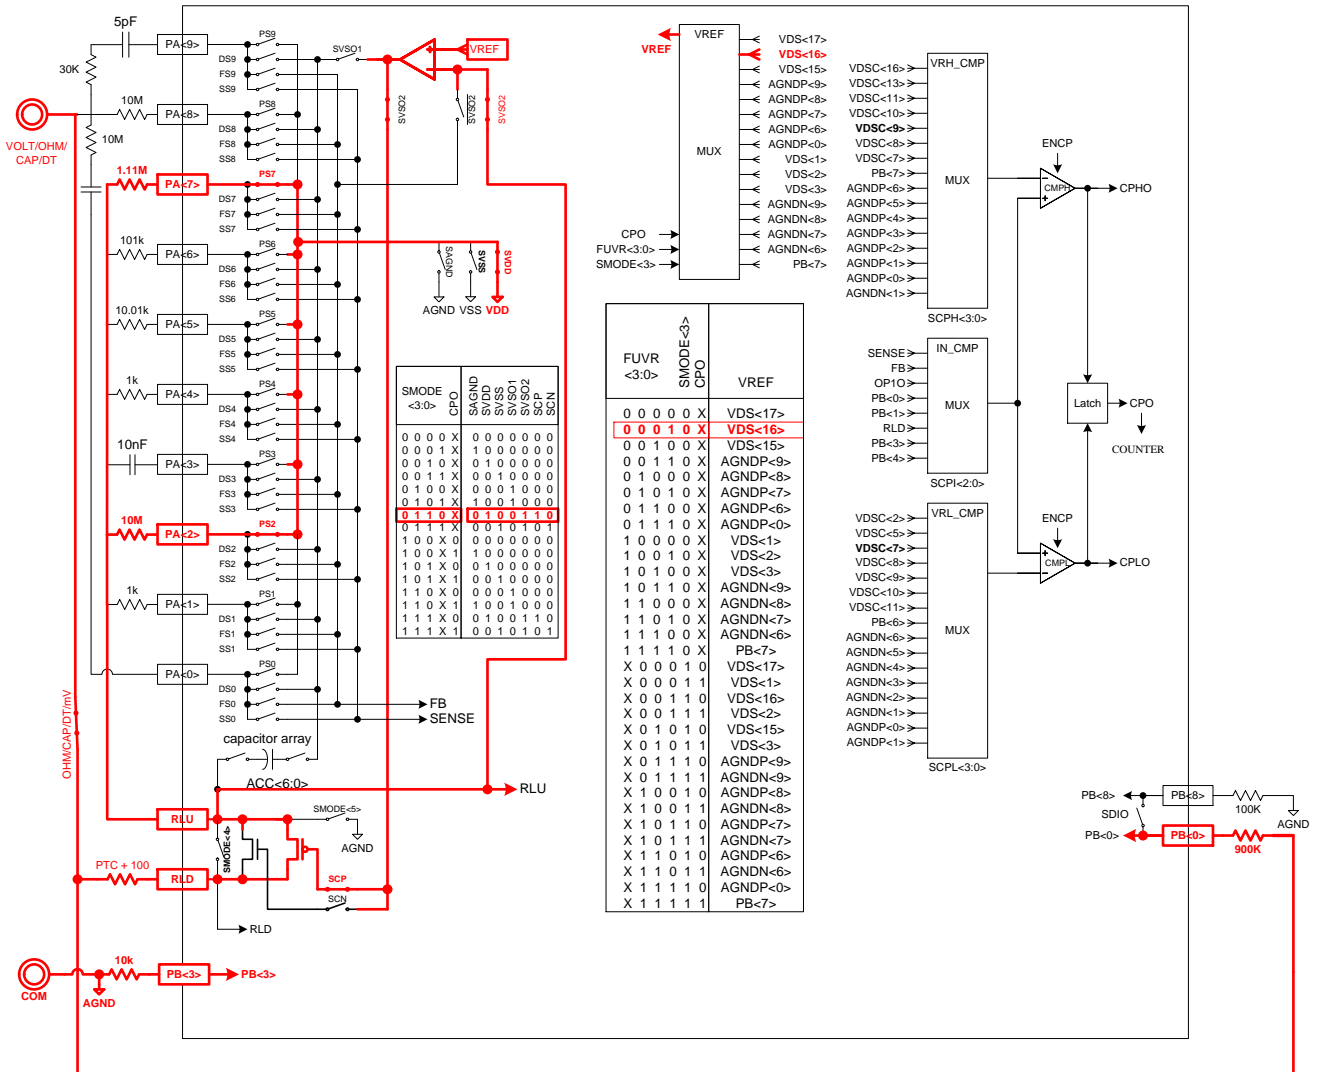 5pF
30K
PA<9>
PS9
DS9
FS9
SS9
SVSO1
VREF
SVSO2
SVSO2
SVSO2
VOLT/OHM/
CAP/DT
10M
10M
PA<8>
PS8
DS8
FS8
SS8
1.11M
PA<7>
PS7
DS7
FS7
SS7
101k
PA<6>
PS6
DS6
FS6
SS6
SAGND
SVSS
SVDD
AGND
VSS
VDD
10.01k
PA<5>
PS5
DS5
FS5
SS5
1k
PA<4>
PS4
DS4
FS4
SS4
10nF
PA<3>
PS3
DS3
FS3
SS3
10M
PA<2>
PS2
DS2
FS2
SS2
1k
PA<1>
PS1
DS1
FS1
SS1
PA<0>
PS0
DS0
FS0
SS0
FB
SENSE
OHM/CAP/DT/mV
capacitor array
ACC<6:0>
RLU
RLU
SMODE<5>
AGND
SMODE<4>
PTC + 100
RLD
SCP
SCN
RLD
COM
10k
AGND
PB<3>
PB<3>
SMODE
<3:0>
CPO
SAGND
SVDD
SVSS
SVSO1
SVSO2
SCP
SCN
0 0 0 0 X 0 0 0 0 0 0 0
0 0 0 1 X 1 0 0 0 0 0 0
0 0 1 0 X 0 1 0 0 0 0 0
0 0 1 1 X 0 0 1 0 0 0 0
0 1 0 0 X 0 0 0 1 0 0 0
0 1 0 1 X 1 0 0 1 0 0 0
0 1 1 0 X 0 1 0 0 1 1 0
0 1 1 1 X 0 0 1 0 1 0 1
1 0 0 X 0 0 1 0 0 0 0 0
1 0 0 X 1 0 0 1 0 0 0 0
1 0 1 X 0 0 1 0 0 0 0 0
1 0 1 X 1 0 0 1 0 0 0 0
1 1 0 X 0 0 1 0 1 0 0 0
1 1 0 X 1 0 0 1 1 0 0 0
1 1 1 X 0 0 1 0 0 1 1 0
1 1 1 X 1 0 0 1 0 1 0 1
VREF
VREF
MUX
VDS<17>
VDS<16>
VDS<15>
AGNDP<9>
AGNDP<8>
AGNDP<7>
AGNDP<6>
AGNDP<0>
VDS<1>
VDS<2>
VDS<3>
AGNDN<9>
AGNDN<8>
AGNDN<7>
AGNDN<6>
PB<7>
CPO
FUVR<3:0>
SMODE<3>
FUVR
<3:0>
SMODE<3>
CPO
VREF
0 0 0 0 0 X VDS<17>
0 0 0 1 0 X VDS<16>
0 0 1 0 0 X VDS<15>
0 0 1 1 0 X AGNDP<9>
0 1 0 0 0 X AGNDP<8>
0 1 0 1 0 X AGNDP<7>
0 1 1 0 0 X AGNDP<6>
0 1 1 1 0 X AGNDP<0>
1 0 0 0 0 X VDS<1>
1 0 0 1 0 X VDS<2>
1 0 1 0 0 X VDS<3>
1 0 1 1 0 X AGNDN<9>
1 1 0 0 0 X AGNDN<8>
1 1 0 1 0 X AGNDN<7>
1 1 1 0 0 X AGNDN<6>
1 1 1 1 0 X PB<7>
X 0 0 0 1 0 VDS<17>
X 0 0 0 1 1 VDS<1>
X 0 0 1 1 0 VDS<16>
X 0 0 1 1 1 VDS<2>
X 0 1 0 1 0 VDS<15>
X 0 1 0 1 1 VDS<3>
X 0 1 1 1 0 AGNDP<9>
X 0 1 1 1 1 AGNDN<9>
X 1 0 0 1 0 AGNDP<8>
X 1 0 0 1 1 AGNDN<8>
X 1 0 1 1 0 AGNDP<7>
X 1 0 1 1 1 AGNDN<7>
X 1 1 0 1 0 AGNDP<6>
X 1 1 0 1 1 AGNDN<6>
X 1 1 1 1 0 AGNDP<0>
X 1 1 1 1 1 PB<7>
VRH_CMP
MUX
VDSC<16>
VDSC<13>
VDSC<11>
VDSC<10>
VDSC<9>
VDSC<8>
VDSC<7>
PB<7>
AGNDP<6>
AGNDP<5>
AGNDP<4>
AGNDP<3>
AGNDP<2>
AGNDP<1>
AGNDP<0>
AGNDN<1>
SCPH<3:0>
ENCP
CMPH
CPHO
IN_CMP
MUX
SENSE
FB
OP1O
PB<0>
PB<1>
RLD
PB<3>
PB<4>
SCPI<2:0>
Latch
CPO
COUNTER
VRL_CMP
MUX
VDSC<2>
VDSC<5>
VDSC<7>
VDSC<8>
VDSC<9>
VDSC<10>
VDSC<11>
PB<6>
AGNDN<6>
AGNDN<5>
AGNDN<4>
AGNDN<3>
AGNDN<2>
AGNDN<1>
AGNDP<0>
AGNDP<1>
SCPL<3:0>
ENCP
CMPL
CPLO
PB<8>
PB<8>
100K
AGND
SDIO
PB<0>
PB<0>
900K